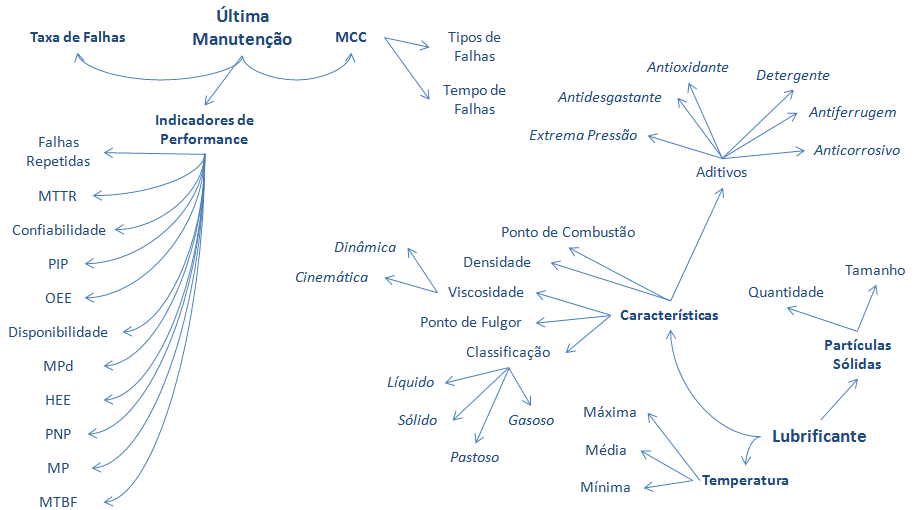 Última
Manutenção
Taxa de Falhas
MCC
Tipos de
Falhas
Tempo de
Falhas
Indicadores de
Performance
Falhas
Repetidas
MTTR
Confiabilidade
PIP
OEE
Disponibilidade
MPd
HEE
PNP
MP
MTBF
Antioxidante
Detergente
Antidesgastante
Antiferrugem
Extrema Pressão
Anticorrosivo
Aditivos
Ponto de Combustão
Dinâmica
Densidade
Cinemática
Viscosidade
Ponto de Fulgor
Classificação
Características
Líquido
Sólido
Gasoso
Pastoso
Tamanho
Quantidade
Partículas
Sólidas
Lubrificante
Máxima
Média
Mínima
Temperatura